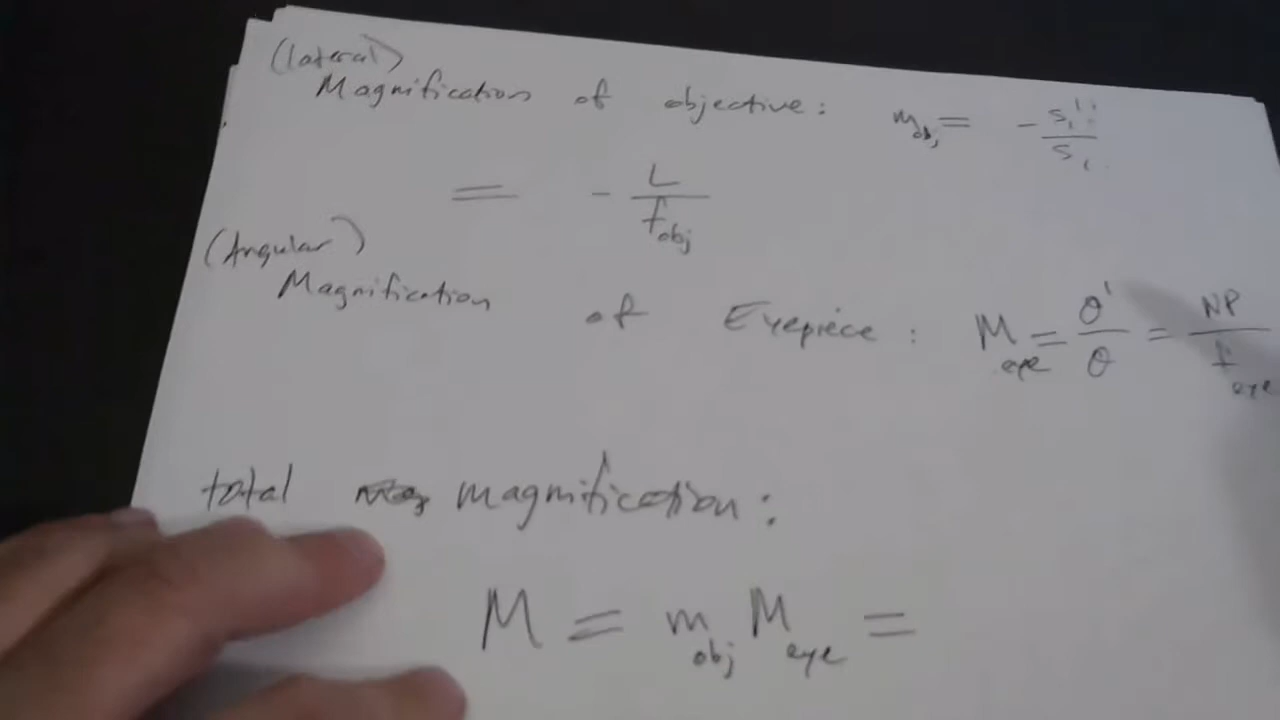 (lateral)
Magnification of objective: m_obj = - s₁' / s₁
= - L / f_obj
(Angular)
Magnification of Eyepiece: M_eye = θ' / θ = NP / f_eye
total magnification:
M = m_obj M_eye =